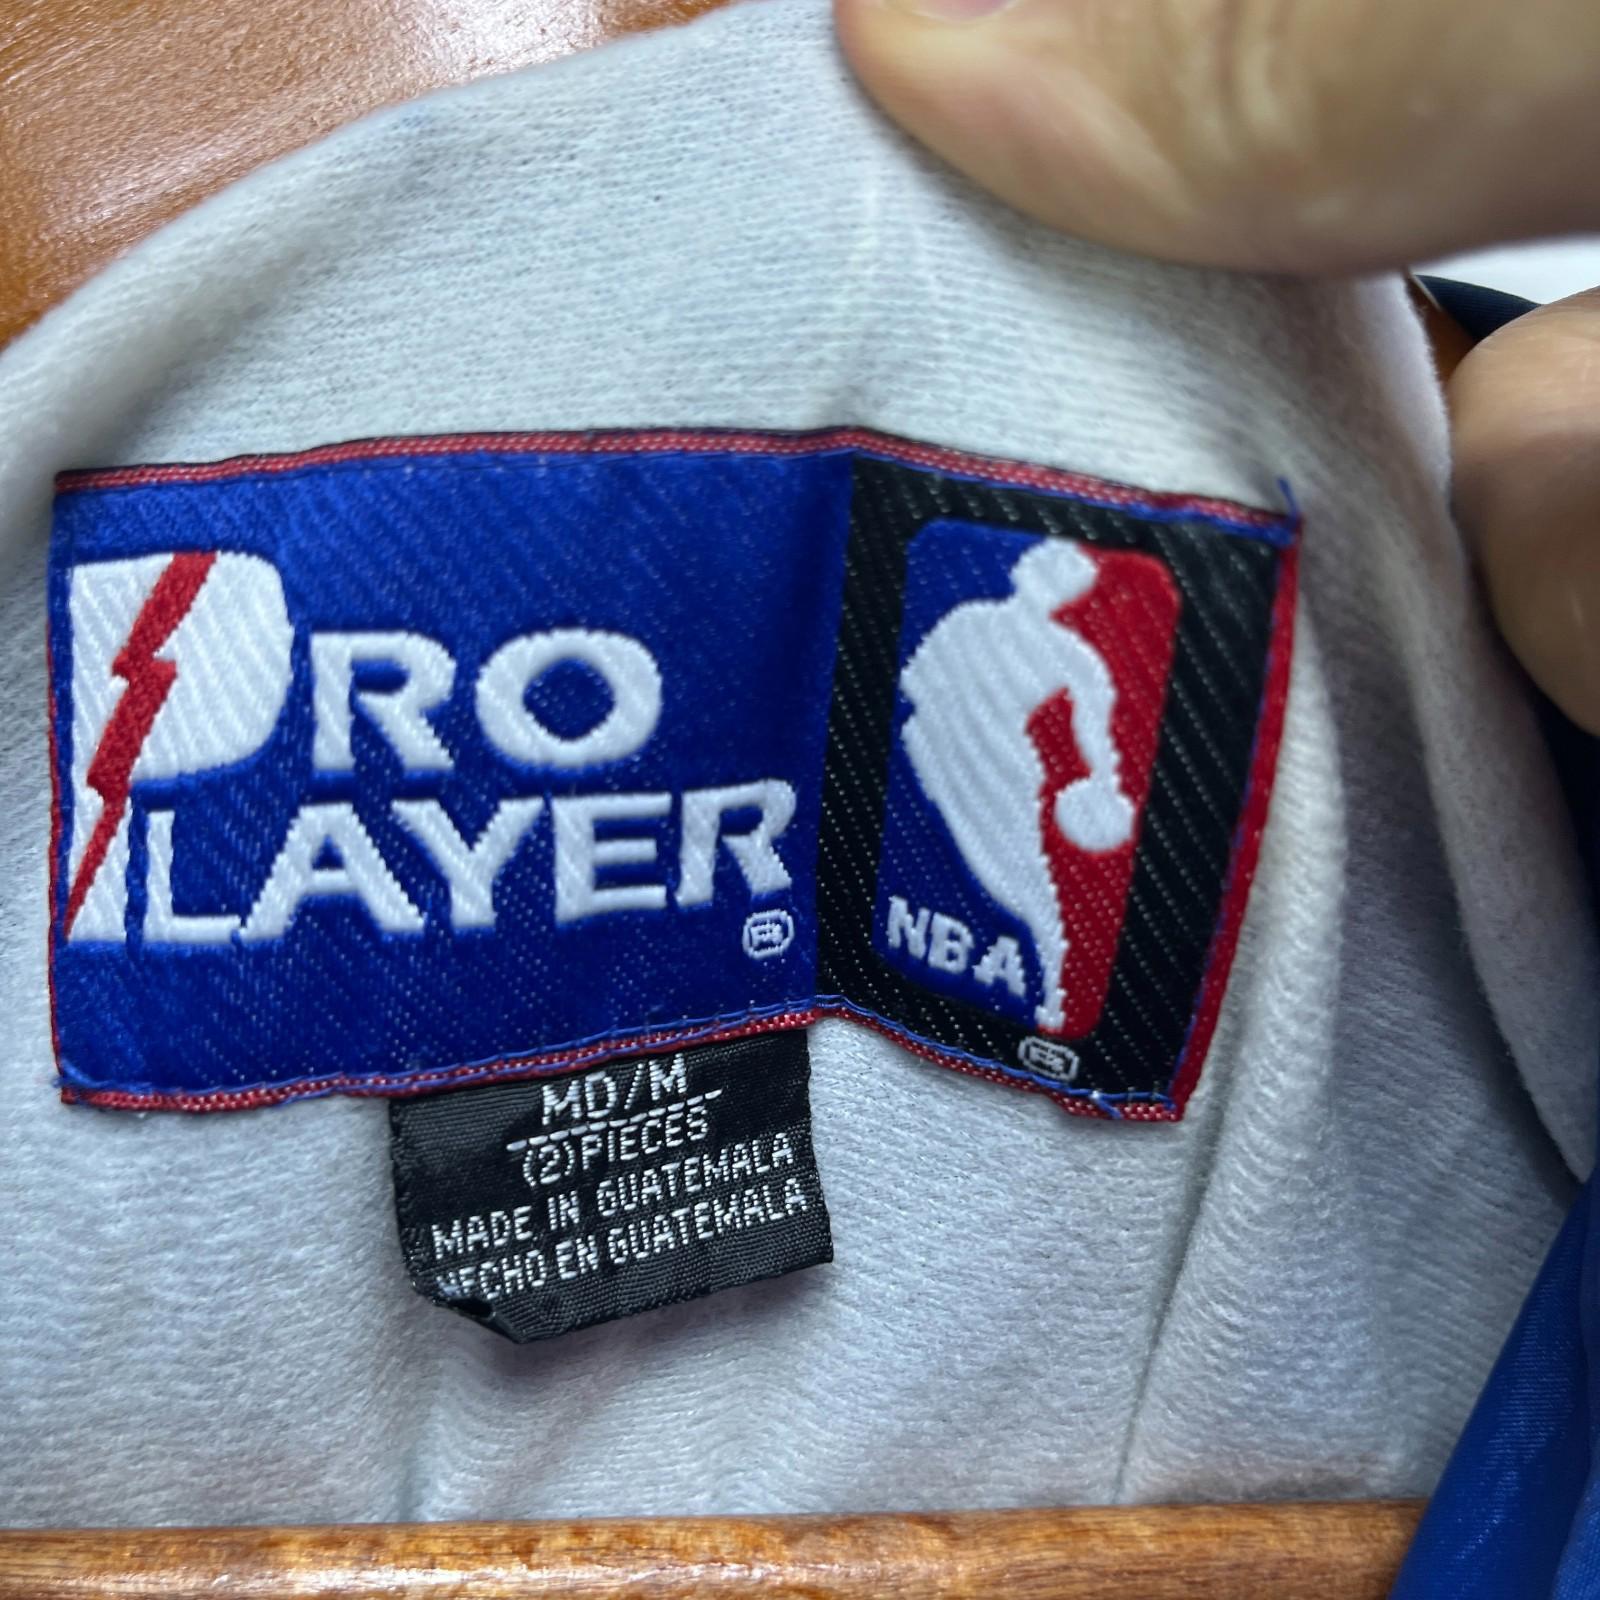 PRO
PLAYER
®
NBA
®
MD/M
(2) PIECES
MADE IN GUATEMALA
HECHO EN GUATEMALA